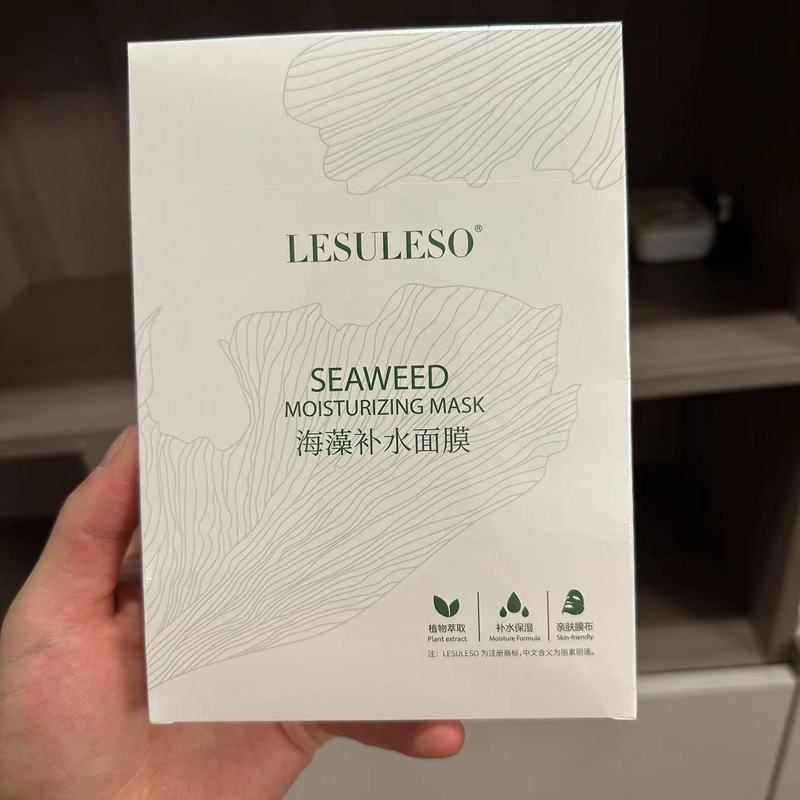 LESULESO®
SEAWEED
MOISTURIZING MASK
海藻补水面膜
植物萃取
Plant extract
补水保湿
Moisture Formula
亲肤膜布
Skin-friendly
注：LESULESO 为注册商标，中文含义为丽素丽速。